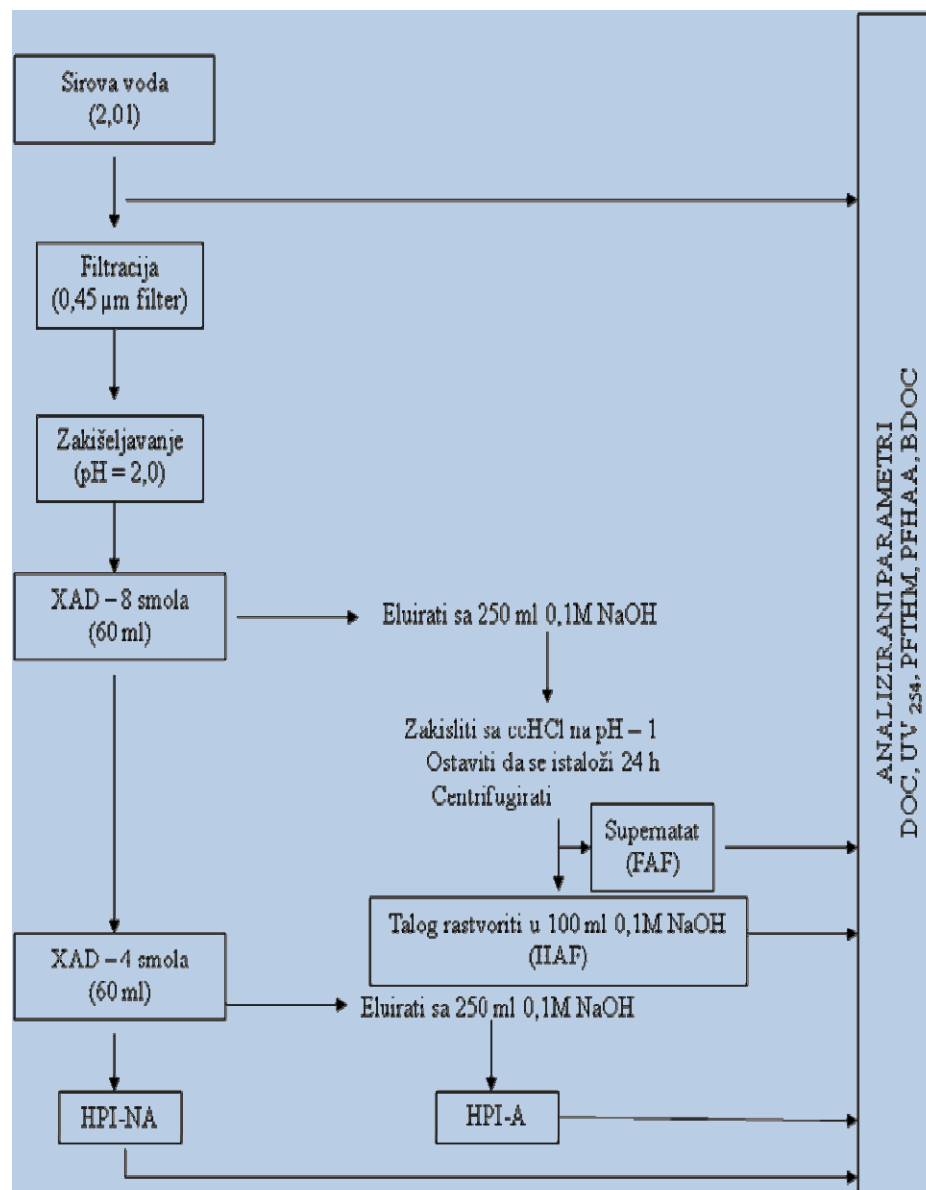 Sirova voda
(2,0 l)
Filtracija
(0,45 µm filter)
Zakišeljavanje
(pH = 2,0)
XAD – 8 smola
(60 ml)
Eluirati sa 250 ml 0,1M NaOH
Zakisliti sa ccHCl na pH – 1
Ostaviti da se istaloži 24 h
Centrifugirati
Supernatat
(FAF)
Talog rastvoriti u 100 ml 0,1M NaOH
(HAF)
XAD – 4 smola
(60 ml)
Eluirati sa 250 ml 0,1M NaOH
HPI-NA
HPI-A
ANALIZIRANI PARAMETRI
DOC, UV 254, PFTHM, PFHAA, BDOC